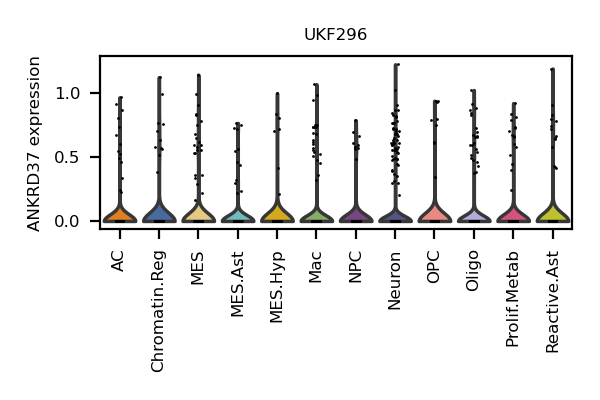 UKF296
ANKRD37 expression
1.0
0.5
0.0
AC
Chromatin.Reg
MES
MES.Ast
MES.Hyp
Mac
NPC
Neuron
OPC
Oligo
Prolif.Metab
Reactive.Ast